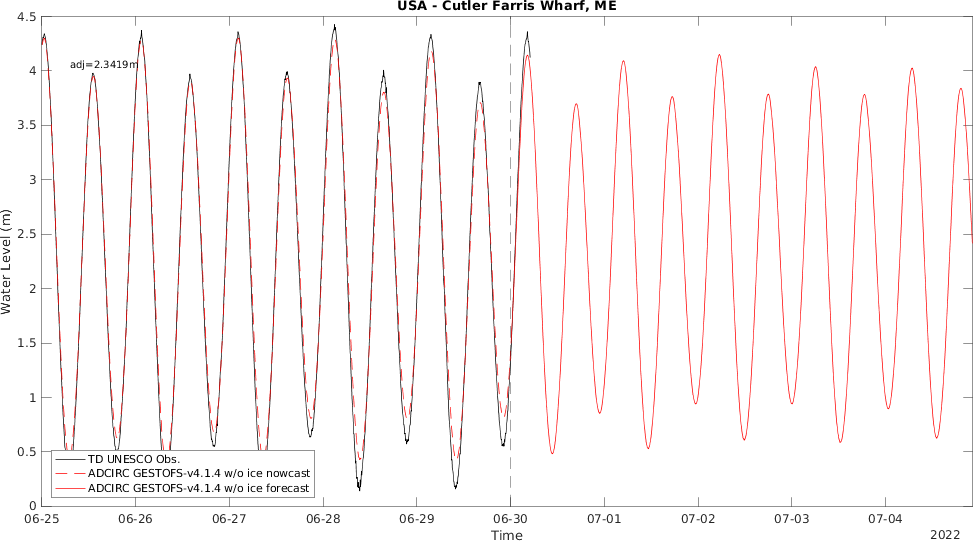 USA - Cutler Farris Wharf, ME
4.5
4
3.5
3
2.5
2
1.5
1
0.5
0
Water Level (m)
adj=2.3419m
TD UNESCO Obs.
ADCIRC GESTOFS-v4.1.4 w/o ice nowcast
ADCIRC GESTOFS-v4.1.4 w/o ice forecast
06-25 06-26 06-27 06-28 06-29 06-30 07-01 07-02 07-03 07-04
Time
2022